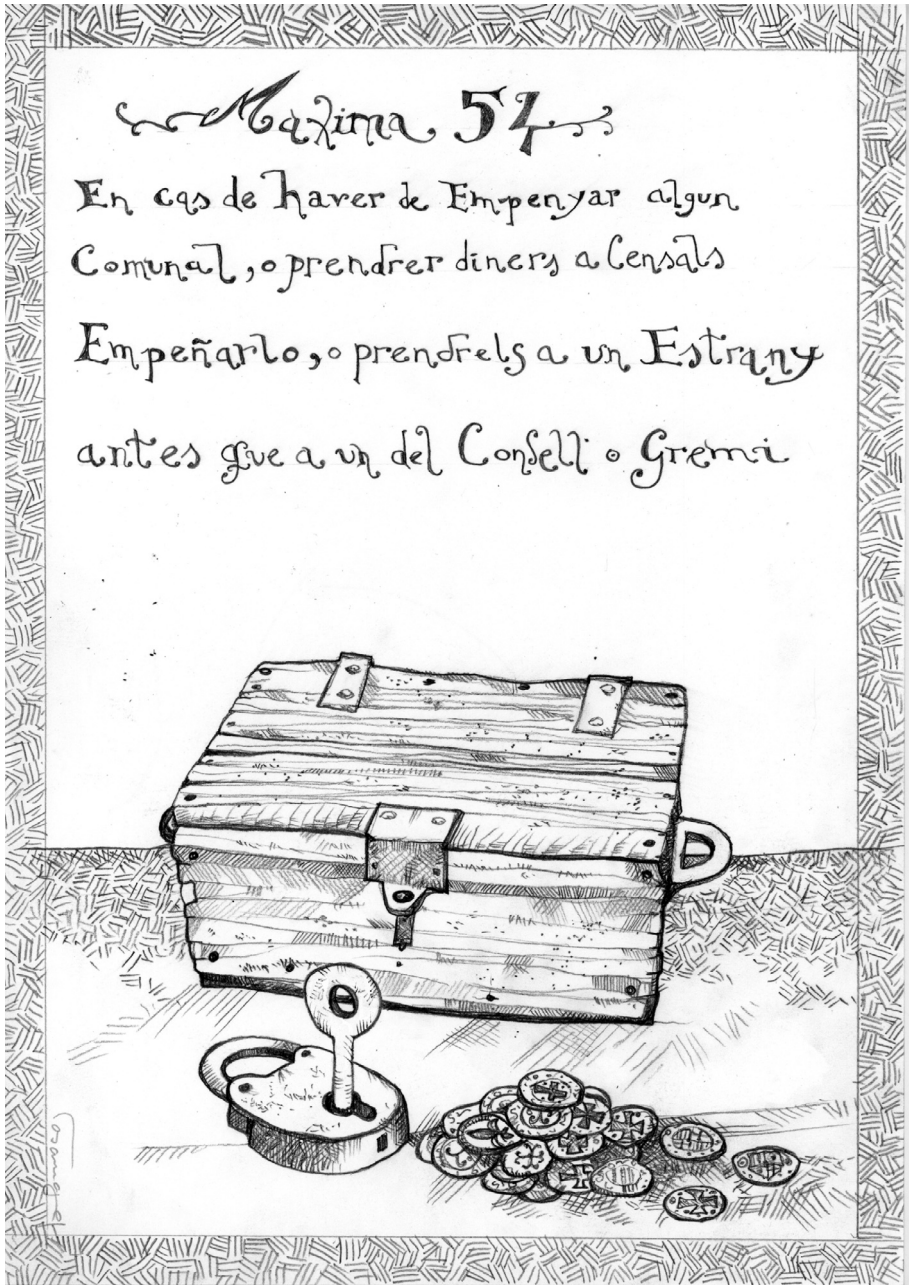 Maxima 54
En cas de haver de Empenyar algun
Comunal, o prendrer diners a Censals
Empeñarlo, o prendrels a un Estrany
antes que a un del Consell o Gremi